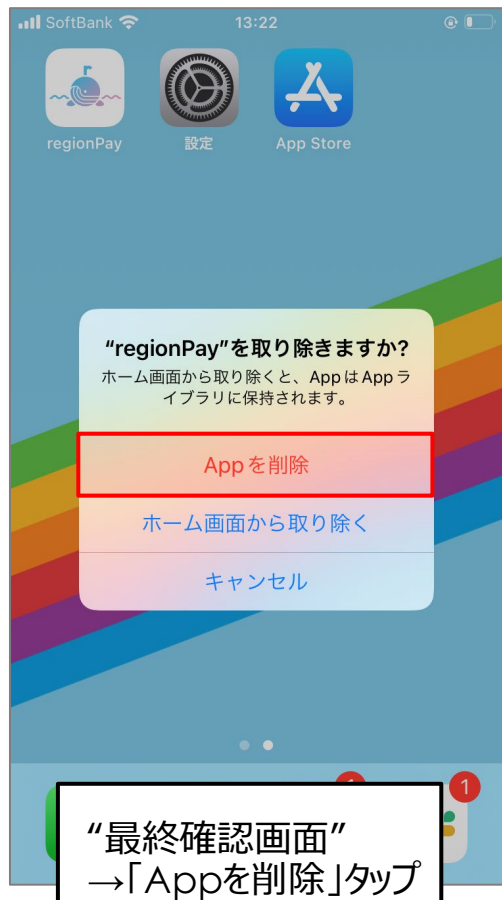 SoftBank 13:22
regionPay 設定 App Store
“regionPay”を取り除きますか?
ホーム画面から取り除くと、AppはAppラ
イブラリに保持されます。
Appを削除
ホーム画面から取り除く
キャンセル
1
“最終確認画面”
→「Appを削除」タップ